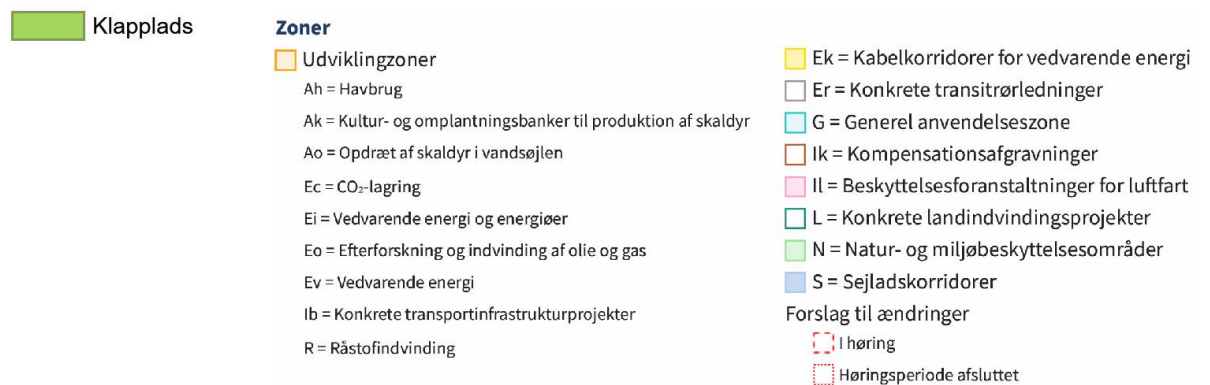 Klapplads
Zoner
Udviklingzoner
Ah = Havbrug
Ak = Kultur- og omplantningsbanker til produktion af skaldyr
Ao = Opdræt af skaldyr i vandsøjlen
Ec = CO₂-lagring
Ei = Vedvarende energi og energiøer
Eo = Efterforskning og indvinding af olie og gas
Ev = Vedvarende energi
Ib = Konkrete transportinfrastrukturprojekter
R = Råstofindvinding
Ek = Kabelkorridorer for vedvarende energi
Er = Konkrete transitrørledninger
G = Generel anvendelseszone
Ik = Kompensationsafgravninger
Il = Beskyttelsesforanstaltninger for luftfart
L = Konkrete landindvindingsprojekter
N = Natur- og miljøbeskyttelsesområder
S = Sejladskorridorer
Forslag til ændringer
I høring
Høringsperiode afsluttet